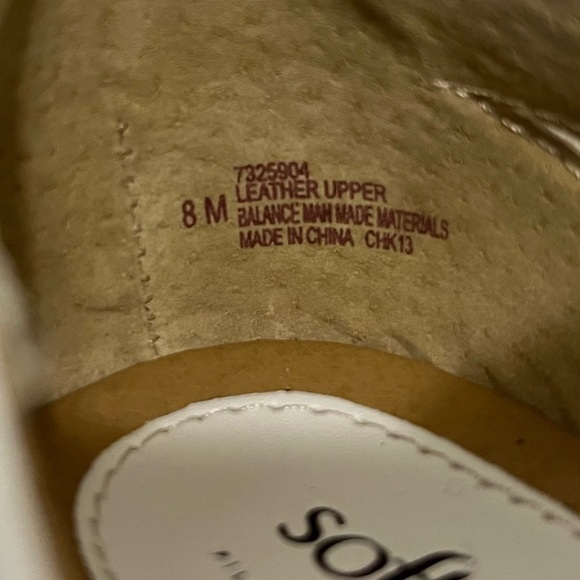 7325904
LEATHER UPPER
8 M BALANCE MAN MADE MATERIALS
MADE IN CHINA CHK13
sof